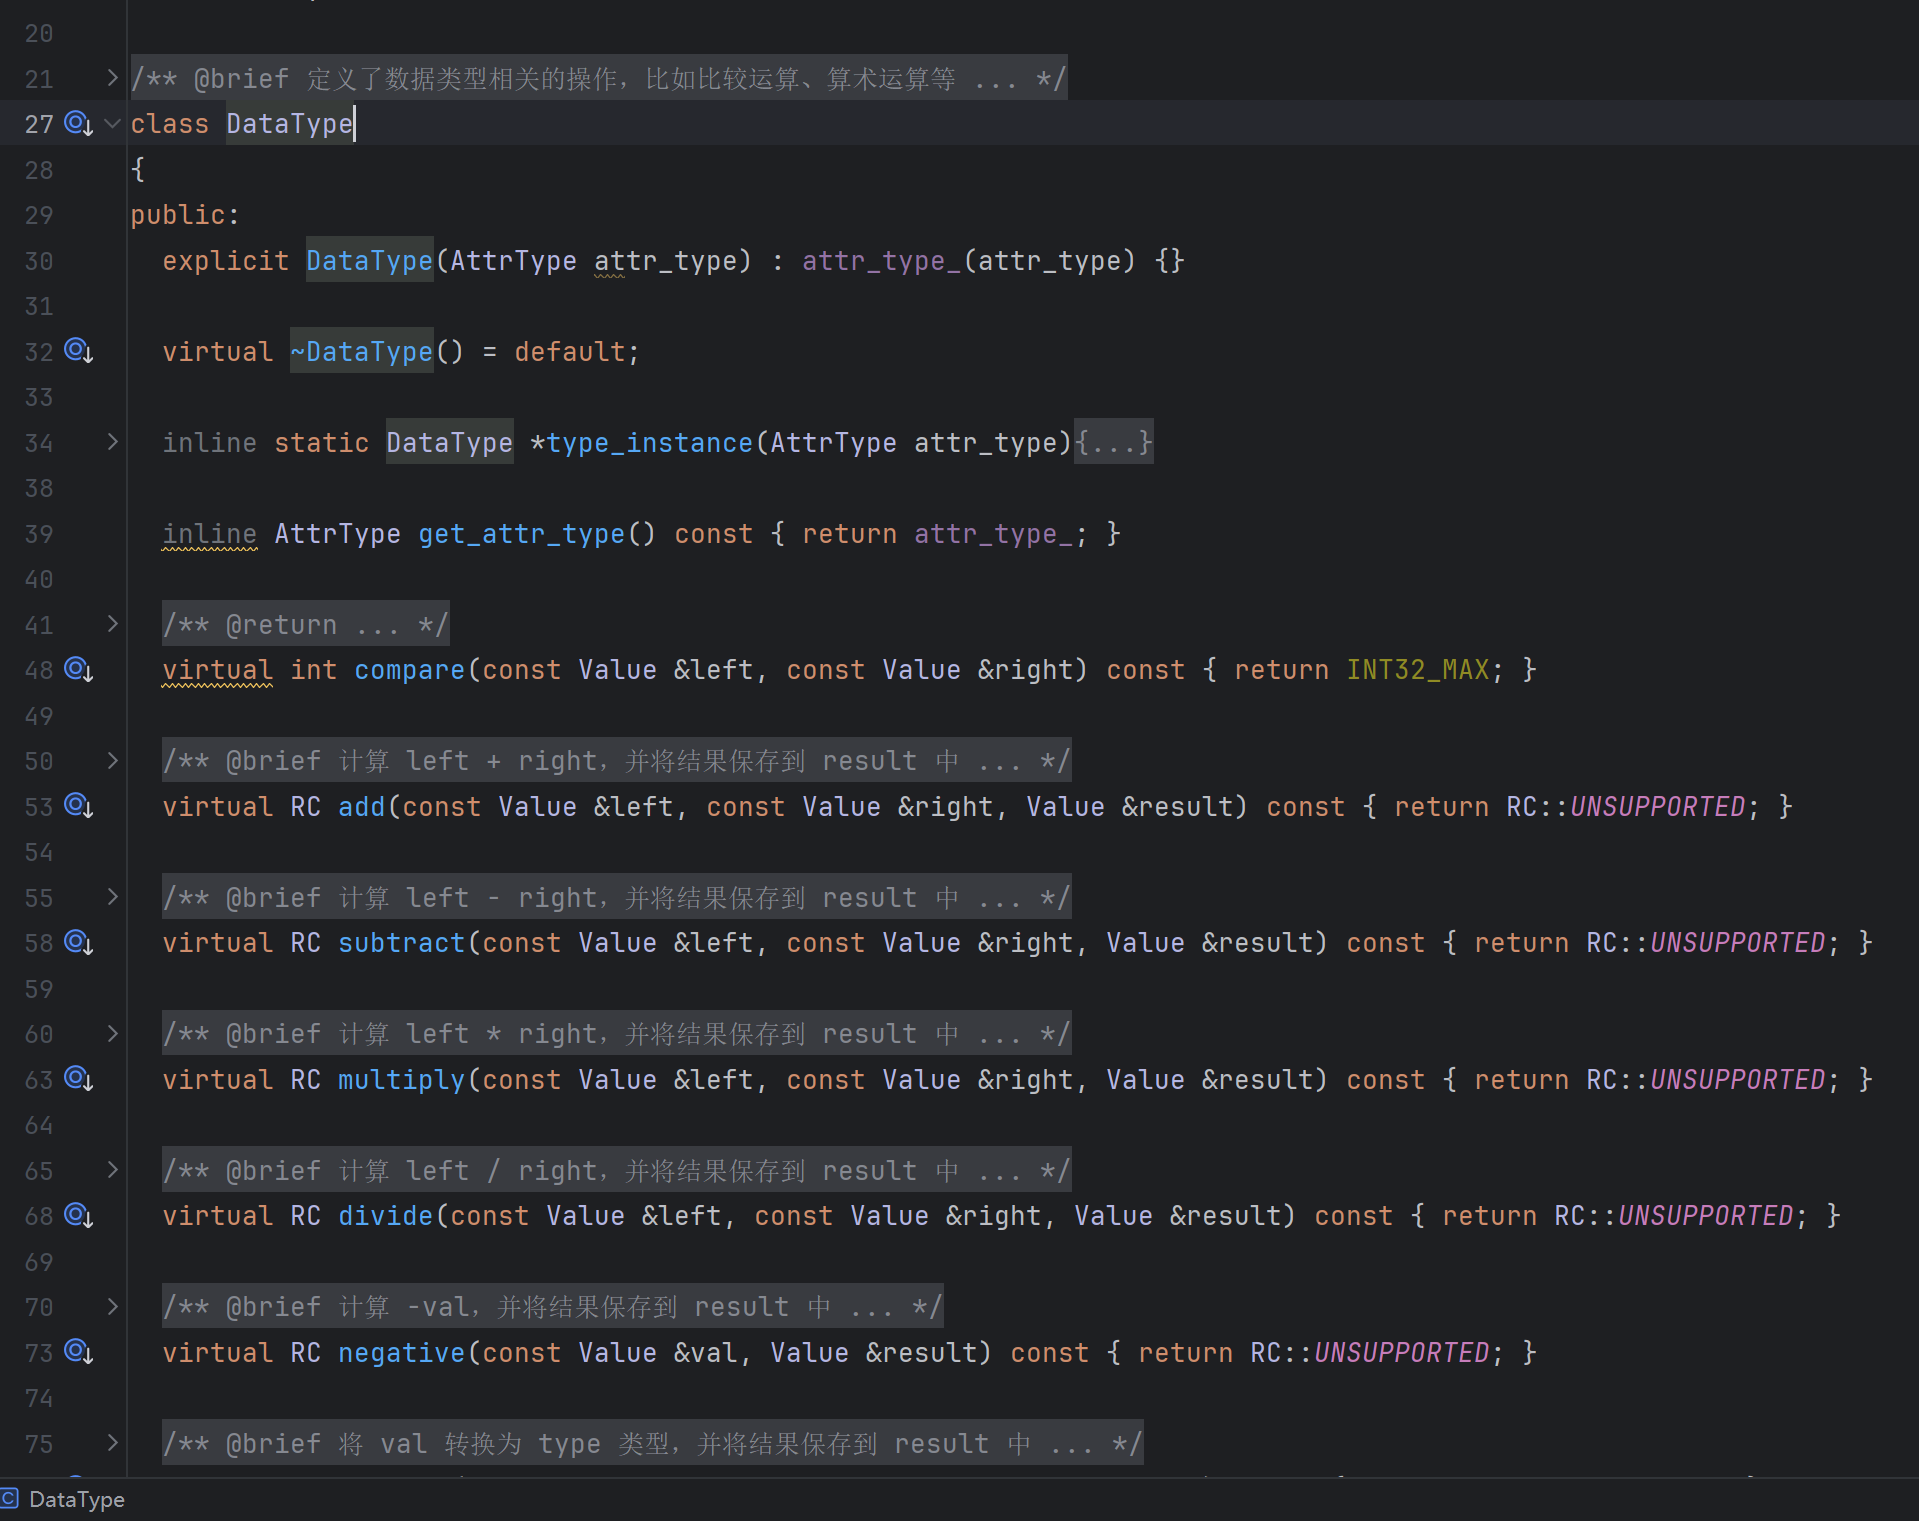 20
21 /** @brief 定义了数据类型相关的操作，比如比较运算、算术运算等 ... */
27 class DataType
28 {
29 public:
30 explicit DataType(AttrType attr_type) : attr_type_(attr_type) {}
31
32 virtual ~DataType() = default;
33
34 inline static DataType *type_instance(AttrType attr_type){...}
38
39 inline AttrType get_attr_type() const { return attr_type_; }
40
41 /** @return ... */
48 virtual int compare(const Value &left, const Value &right) const { return INT32_MAX; }
49
50 /** @brief 计算 left + right，并将结果保存到 result 中 ... */
53 virtual RC add(const Value &left, const Value &right, Value &result) const { return RC::UNSUPPORTED; }
54
55 /** @brief 计算 left - right，并将结果保存到 result 中 ... */
58 virtual RC subtract(const Value &left, const Value &right, Value &result) const { return RC::UNSUPPORTED; }
59
60 /** @brief 计算 left * right，并将结果保存到 result 中 ... */
63 virtual RC multiply(const Value &left, const Value &right, Value &result) const { return RC::UNSUPPORTED; }
64
65 /** @brief 计算 left / right，并将结果保存到 result 中 ... */
68 virtual RC divide(const Value &left, const Value &right, Value &result) const { return RC::UNSUPPORTED; }
69
70 /** @brief 计算 -val，并将结果保存到 result 中 ... */
73 virtual RC negative(const Value &val, Value &result) const { return RC::UNSUPPORTED; }
74
75 /** @brief 将 val 转换为 type 类型，并将结果保存到 result 中 ... */
C DataType